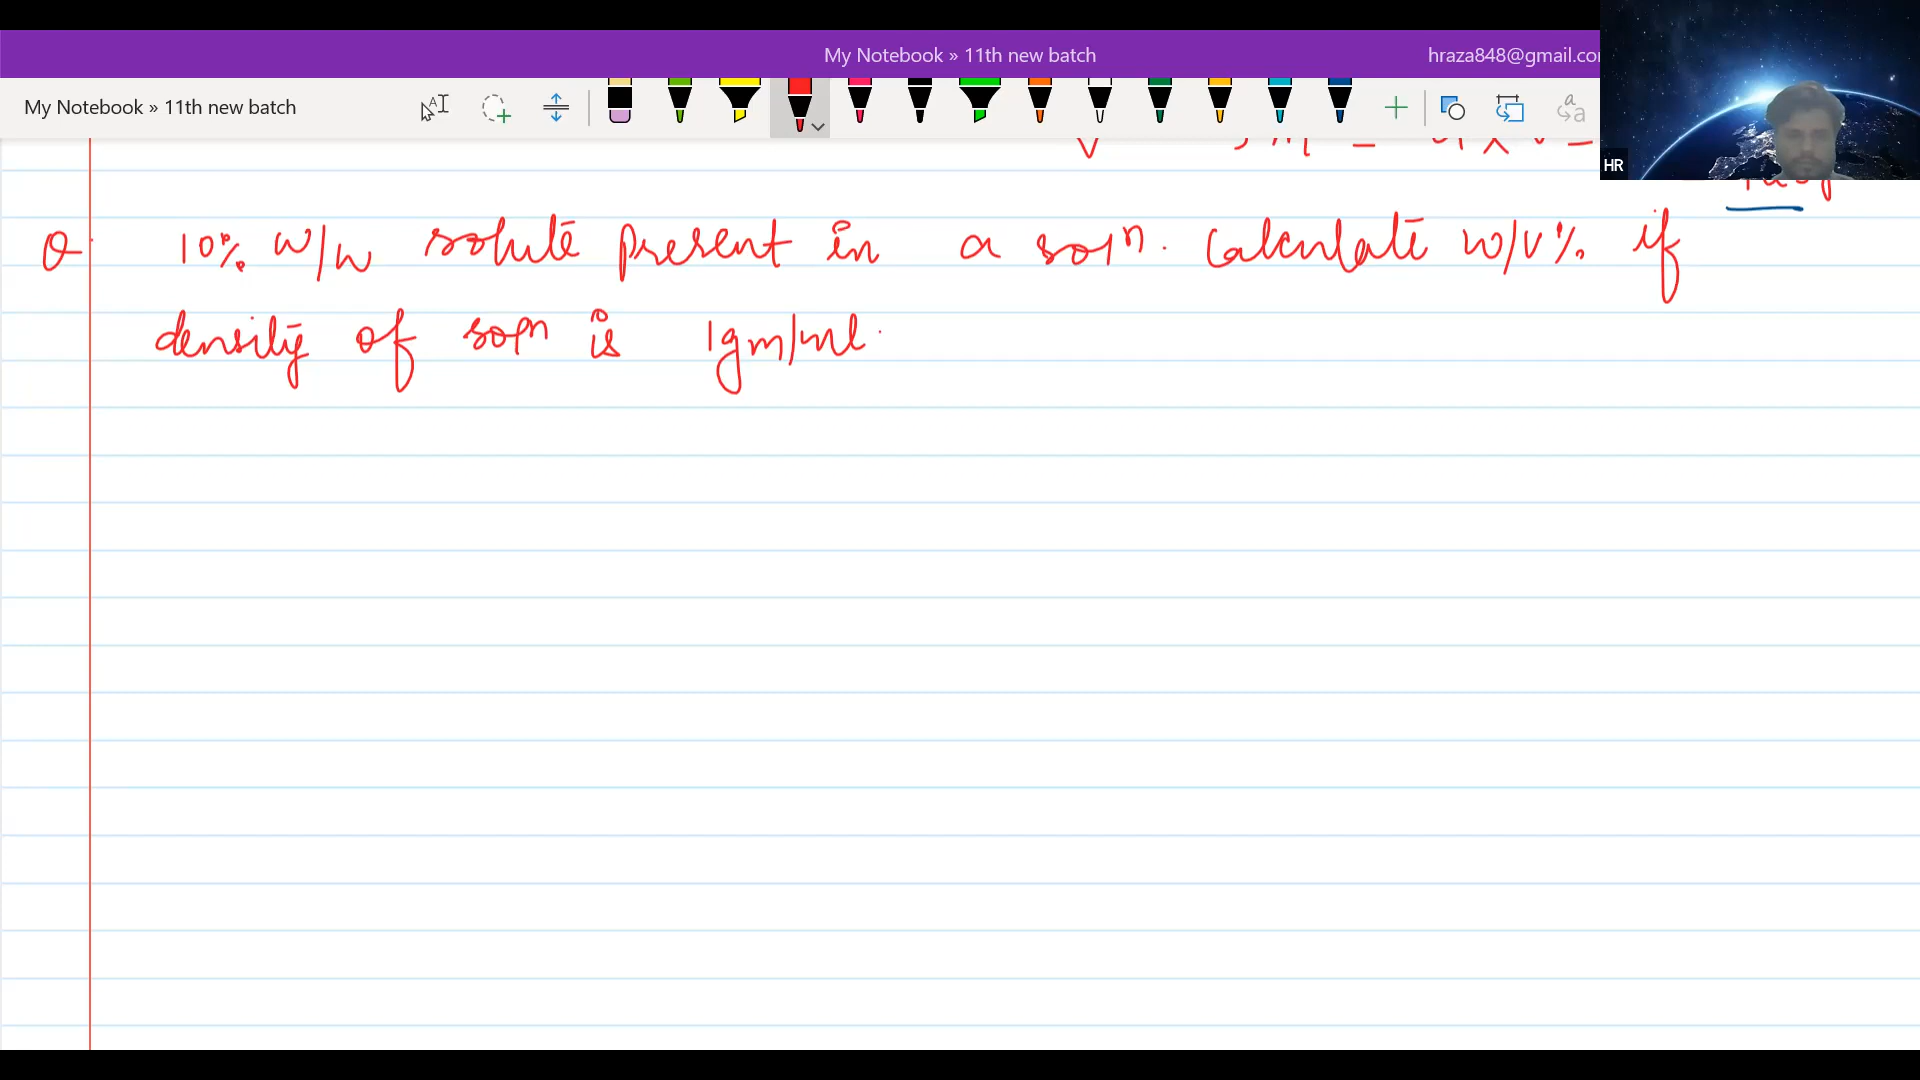 My Notebook » 11th new batch
hraza848@gmail.co
My Notebook » 11th new batch
HR
Q. 10% w/w solute present in a solⁿ. Calculate w/v% if
density of soln is 1gm/ml.